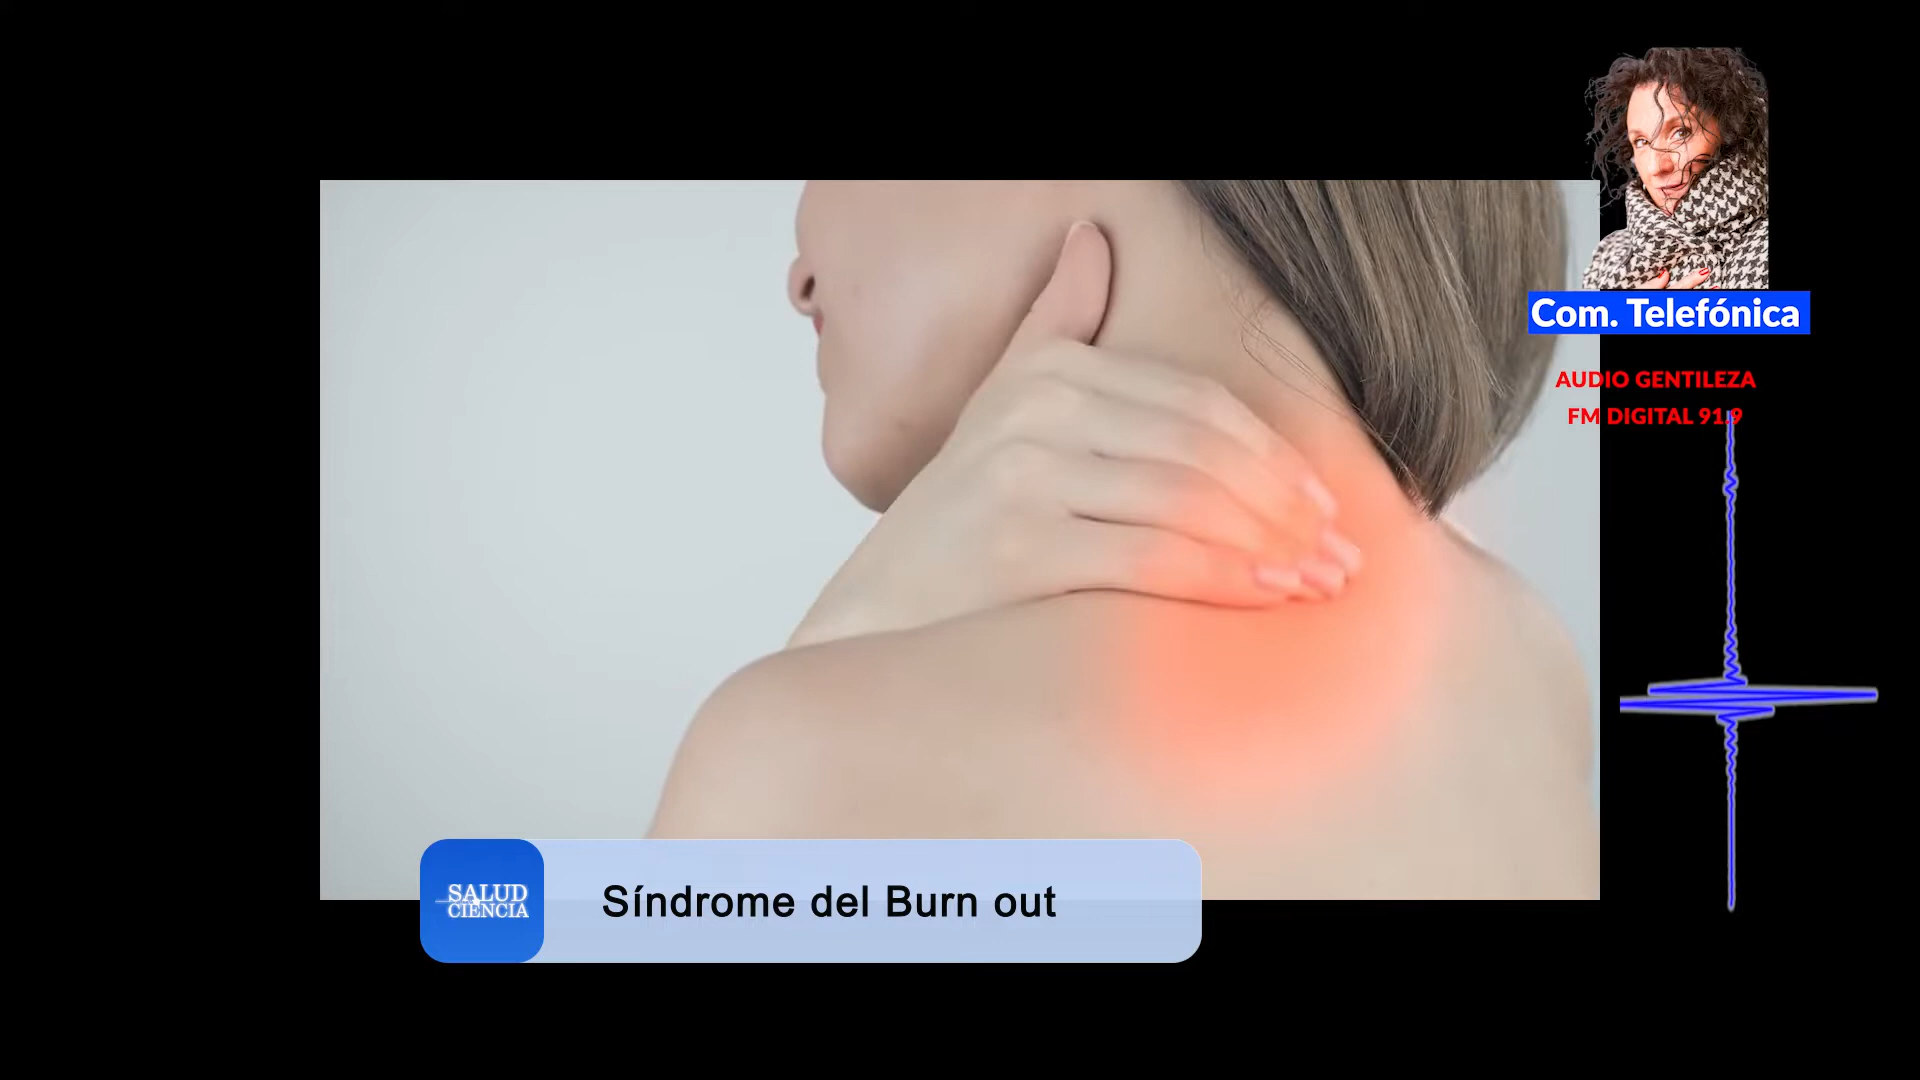 Com. Telefónica
AUDIO GENTILEZA
FM DIGITAL 91.9
SALUD
CIENCIA
Síndrome del Burn out